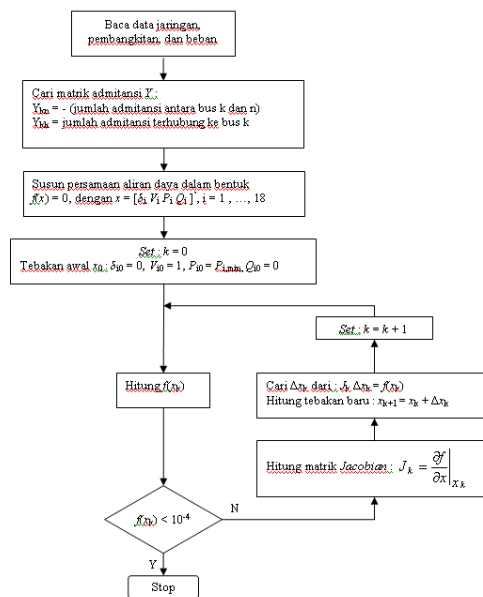 Baca data jaringan,
pembangkitan, dan beban
Cari matrik admitansi Y :
Ykn = - (jumlah admitansi antara bus k dan n)
Ykk = jumlah admitansi terhubung ke bus k
Susun persamaan aliran daya dalam bentuk
f(x) = 0, dengan x = [δi Vi Pi Qi]', i = 1 , ..., 18
Set : k = 0
Tebakan awal x0 : δi0 = 0, Vi0 = 1, Pi0 = Pi,min, Qi0 = 0
Set : k = k + 1
Hitung f(xk)
Cari Δxk dari : Jk Δxk = f(xk)
Hitung tebakan baru : xk+1 = xk + Δxk
Hitung matrik Jacobian : Jk = ∂f/∂x|Xk
f(xk) < 10-4
N
Y
Stop